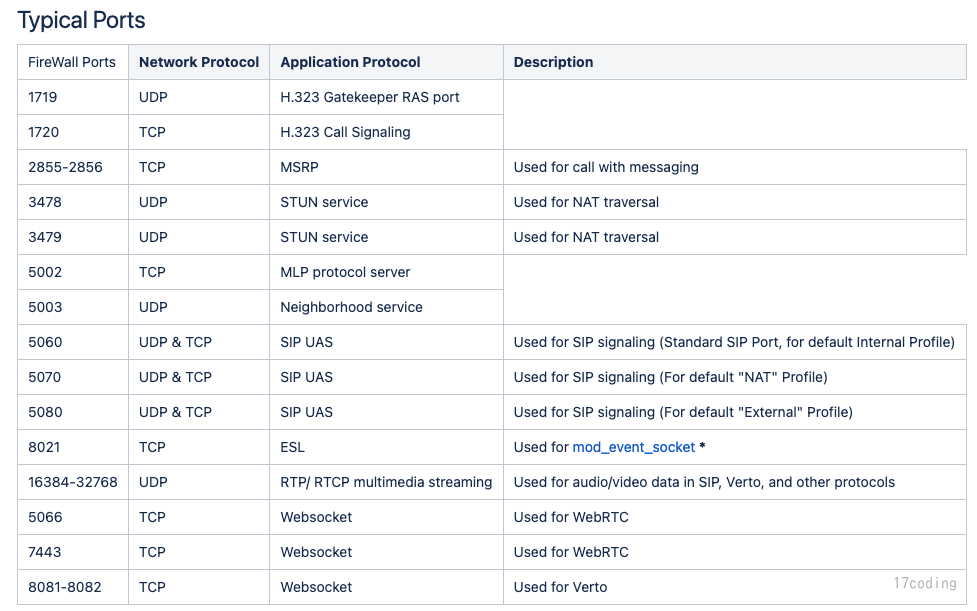 Typical Ports
FireWall Ports Network Protocol Application Protocol Description
1719 UDP H.323 Gatekeeper RAS port
1720 TCP H.323 Call Signaling
2855-2856 TCP MSRP Used for call with messaging
3478 UDP STUN service Used for NAT traversal
3479 UDP STUN service Used for NAT traversal
5002 TCP MLP protocol server
5003 UDP Neighborhood service
5060 UDP & TCP SIP UAS Used for SIP signaling (Standard SIP Port, for default Internal Profile)
5070 UDP & TCP SIP UAS Used for SIP signaling (For default "NAT" Profile)
5080 UDP & TCP SIP UAS Used for SIP signaling (For default "External" Profile)
8021 TCP ESL Used for mod_event_socket *
16384-32768 UDP RTP/ RTCP multimedia streaming Used for audio/video data in SIP, Verto, and other protocols
5066 TCP Websocket Used for WebRTC
7443 TCP Websocket Used for WebRTC
8081-8082 TCP Websocket Used for Verto
17coding